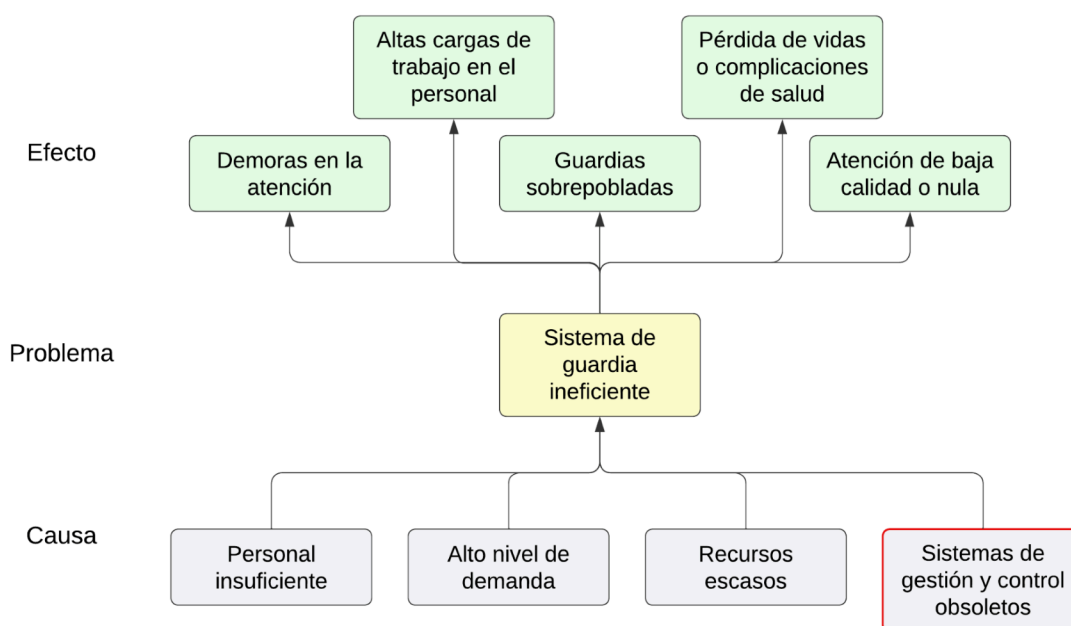 Altas cargas de
trabajo en el
personal
Pérdida de vidas
o complicaciones
de salud
Efecto
Demoras en la
atención
Guardias
sobrepobladas
Atención de baja
calidad o nula
Problema
Sistema de
guardia
ineficiente
Causa
Personal
insuficiente
Alto nivel de
demanda
Recursos
escasos
Sistemas de
gestión y control
obsoletos